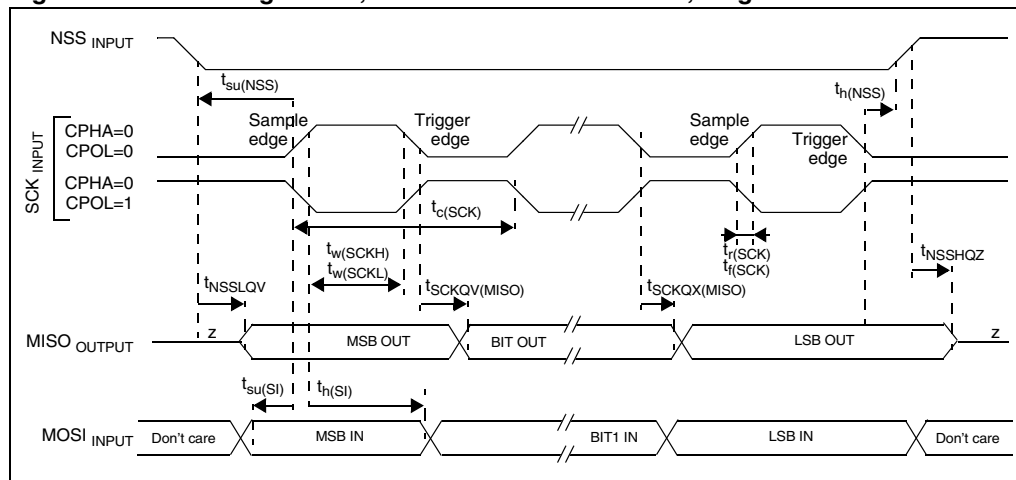 NSS INPUT
tsu(NSS)
th(NSS)
SCK INPUT
CPHA=0
CPOL=0
CPHA=0
CPOL=1
Sample edge
Trigger edge
Sample edge
Trigger edge
tc(SCK)
tw(SCKH)
tw(SCKL)
tr(SCK)
tf(SCK)
tNSSLQV
tSCKQV(MISO)
tSCKQX(MISO)
tNSSHQZ
MISO OUTPUT
z
MSB OUT
BIT OUT
LSB OUT
z
tsu(SI)
th(SI)
MOSI INPUT
Don't care
MSB IN
BIT1 IN
LSB IN
Don't care